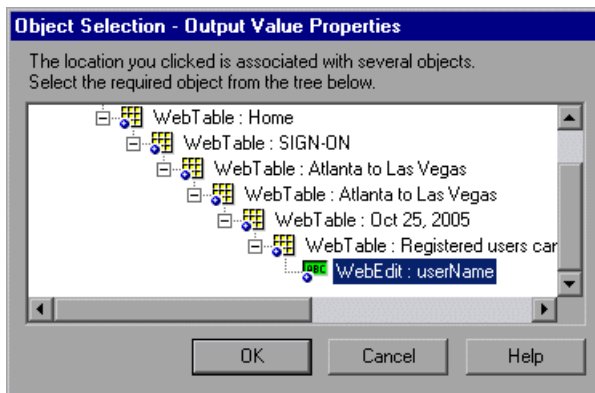 Object Selection - Output Value Properties
The location you clicked is associated with several objects.
Select the required object from the tree below.
WebTable : Home
WebTable : SIGN-ON
WebTable : Atlanta to Las Vegas
WebTable : Atlanta to Las Vegas
WebTable : Oct 25, 2005
WebTable : Registered users car
ABC WebEdit : userName
OK Cancel Help